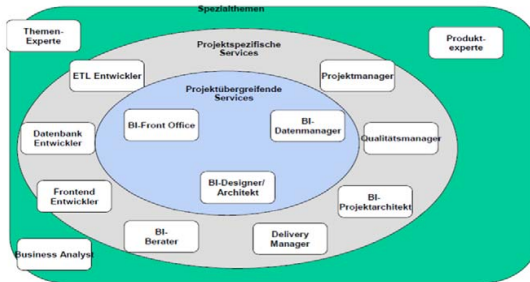 Spezialthemen
Themen-
Experte
Produkt-
experte
Projektspezifische
Services
ETL Entwickler
Projektmanager
Projektübergreifende
Services
BI-Front Office
BI-
Datenmanager
Datenbank
Entwickler
Qualitätsmanager
BI-Designer/
Architekt
Frontend
Entwickler
BI-
Projektarchitekt
BI-
Berater
Delivery
Manager
Business Analyst